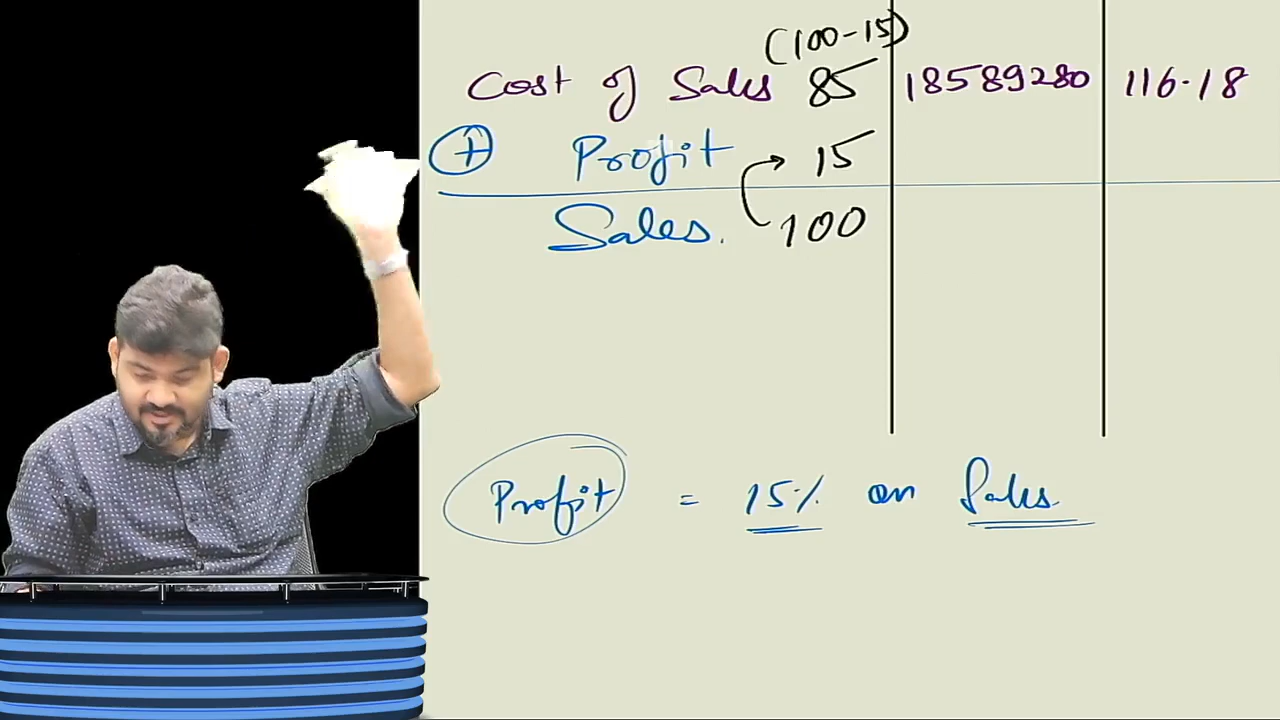 (100-15)
Cost of Sales 85 18589280 116.18
+ Profit 15
Sales. 100
Profit = 15% on Sales.